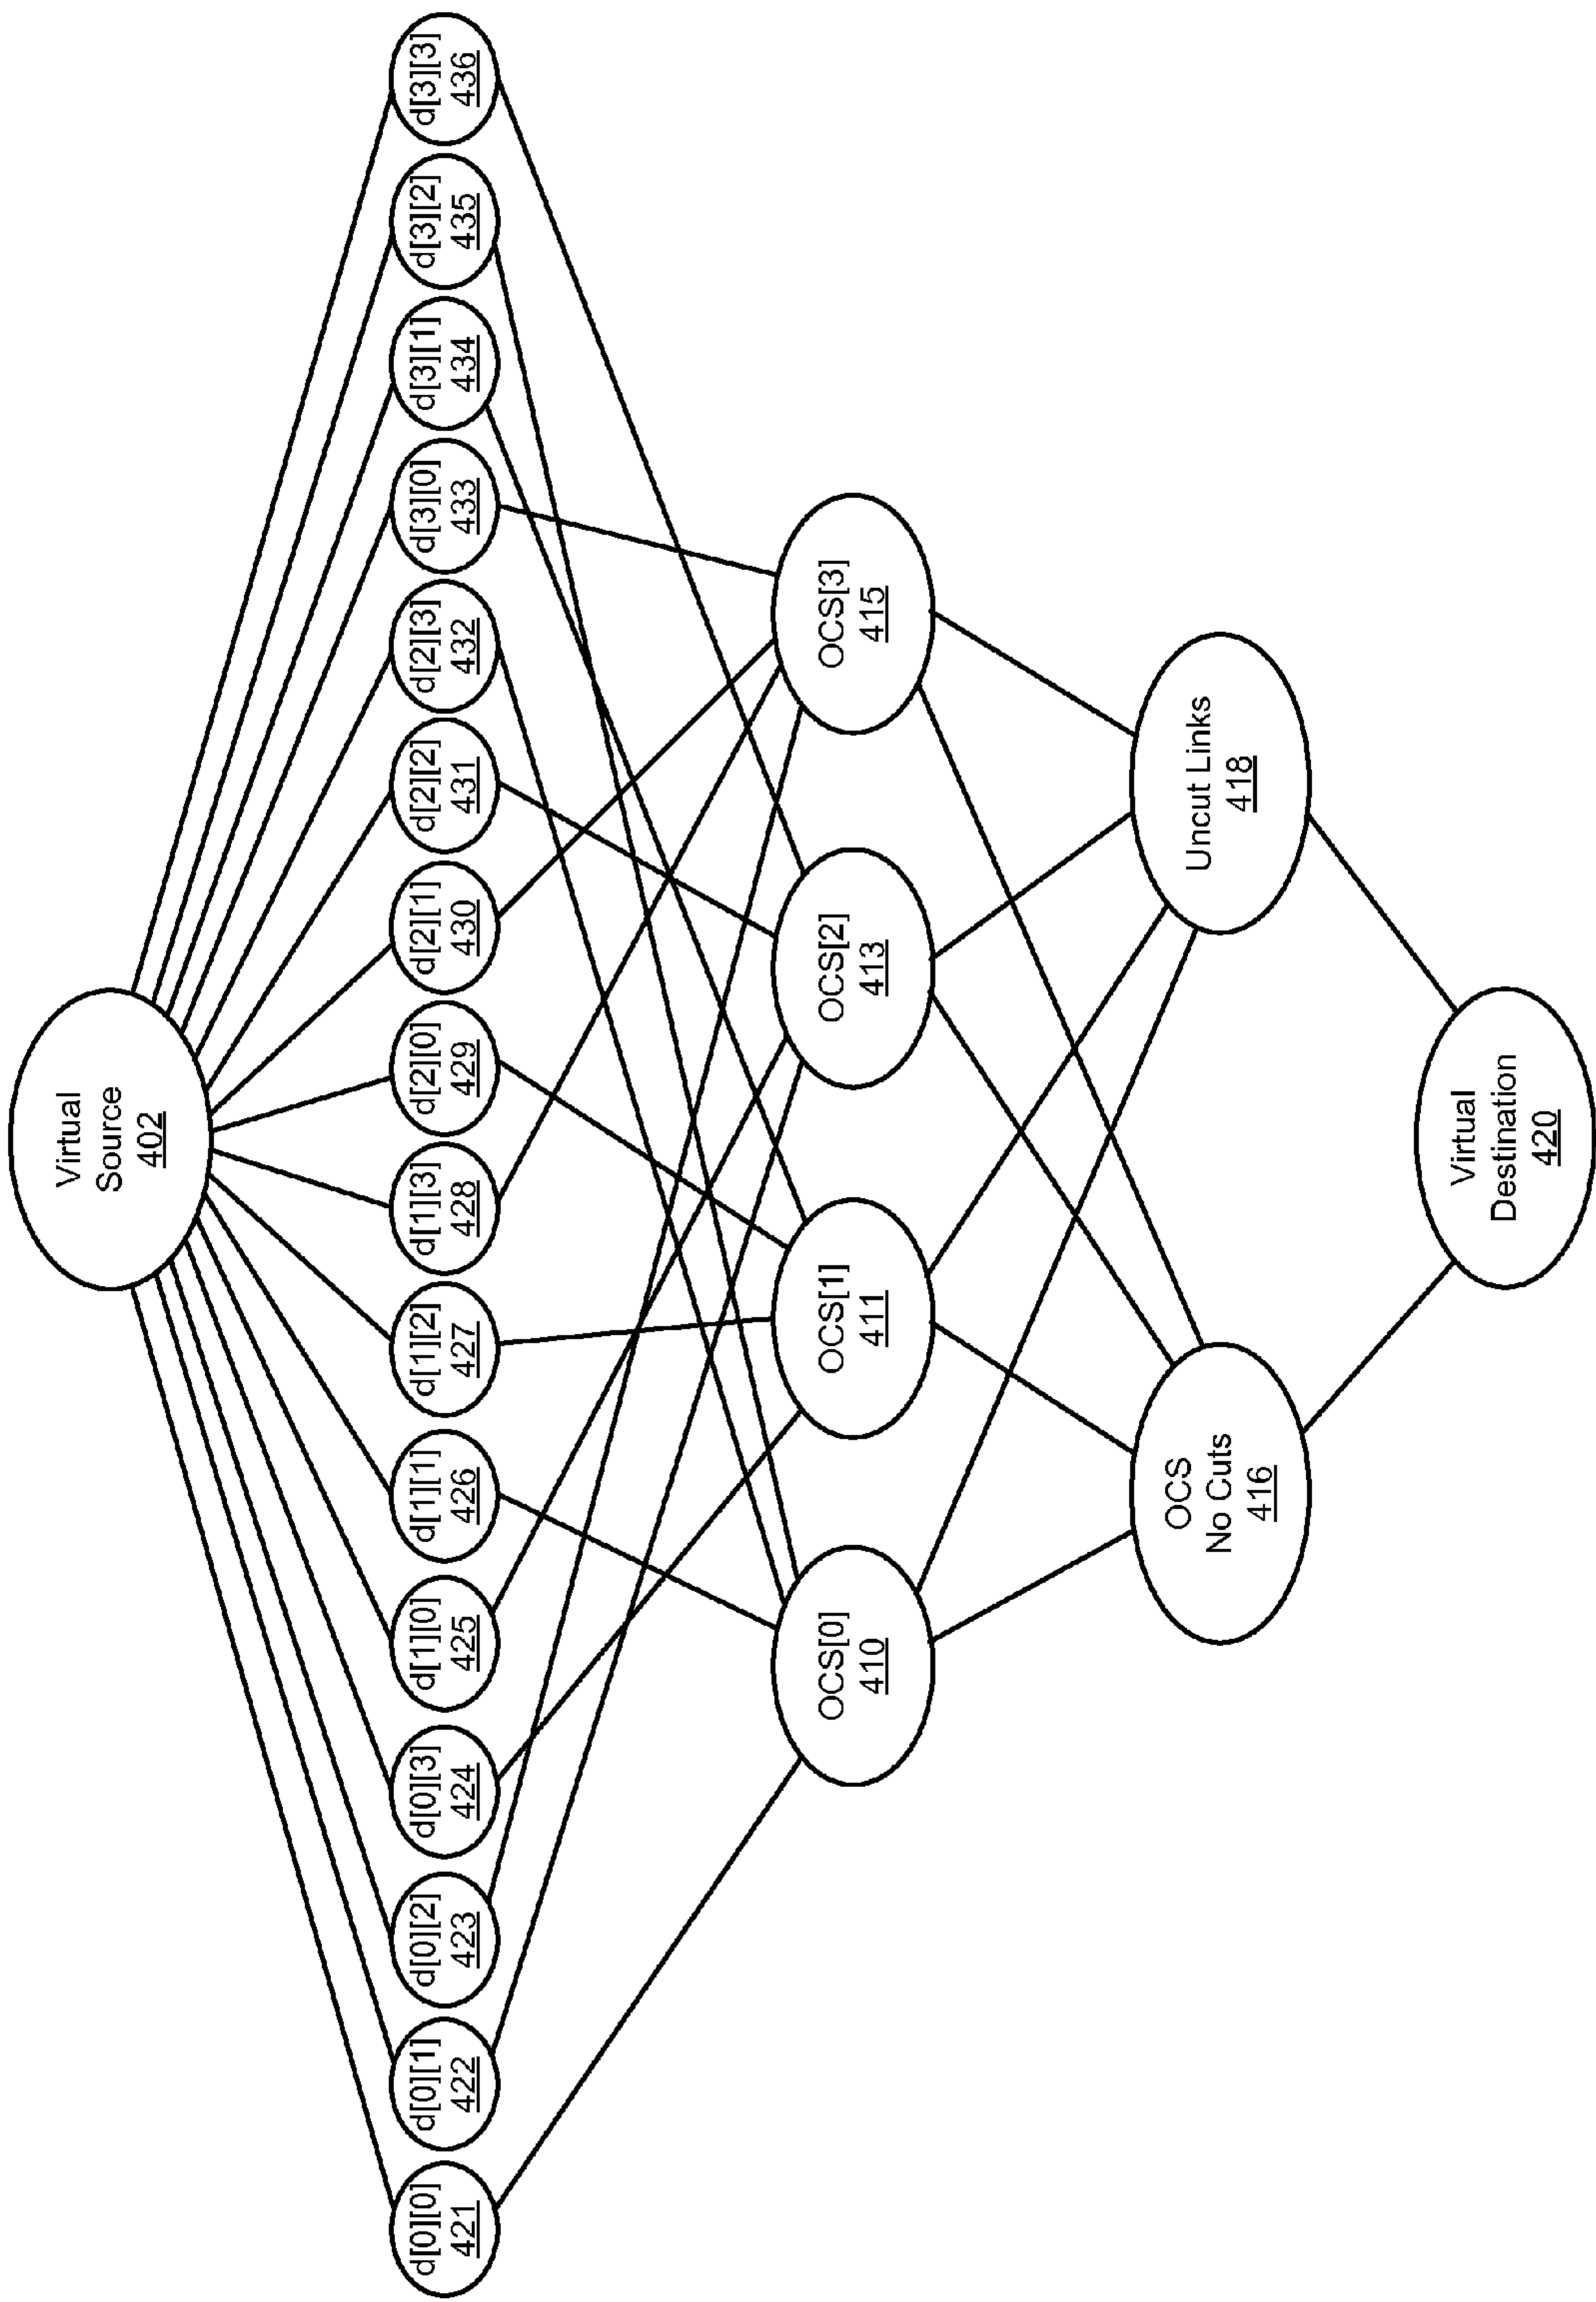 Virtual
Source
402
d[0][0]
421
d[0][1]
422
d[0][2]
423
d[0][3]
424
d[1][0]
425
d[1][1]
426
d[1][2]
427
d[1][3]
428
d[2][0]
429
d[2][1]
430
d[2][2]
431
d[2][3]
432
d[3][0]
433
d[3][1]
434
d[3][2]
435
d[3][3]
436
OCS[0]
410
OCS[1]
411
OCS[2]
413
OCS[3]
415
OCS
No Cuts
416
Uncut Links
418
Virtual
Destination
420